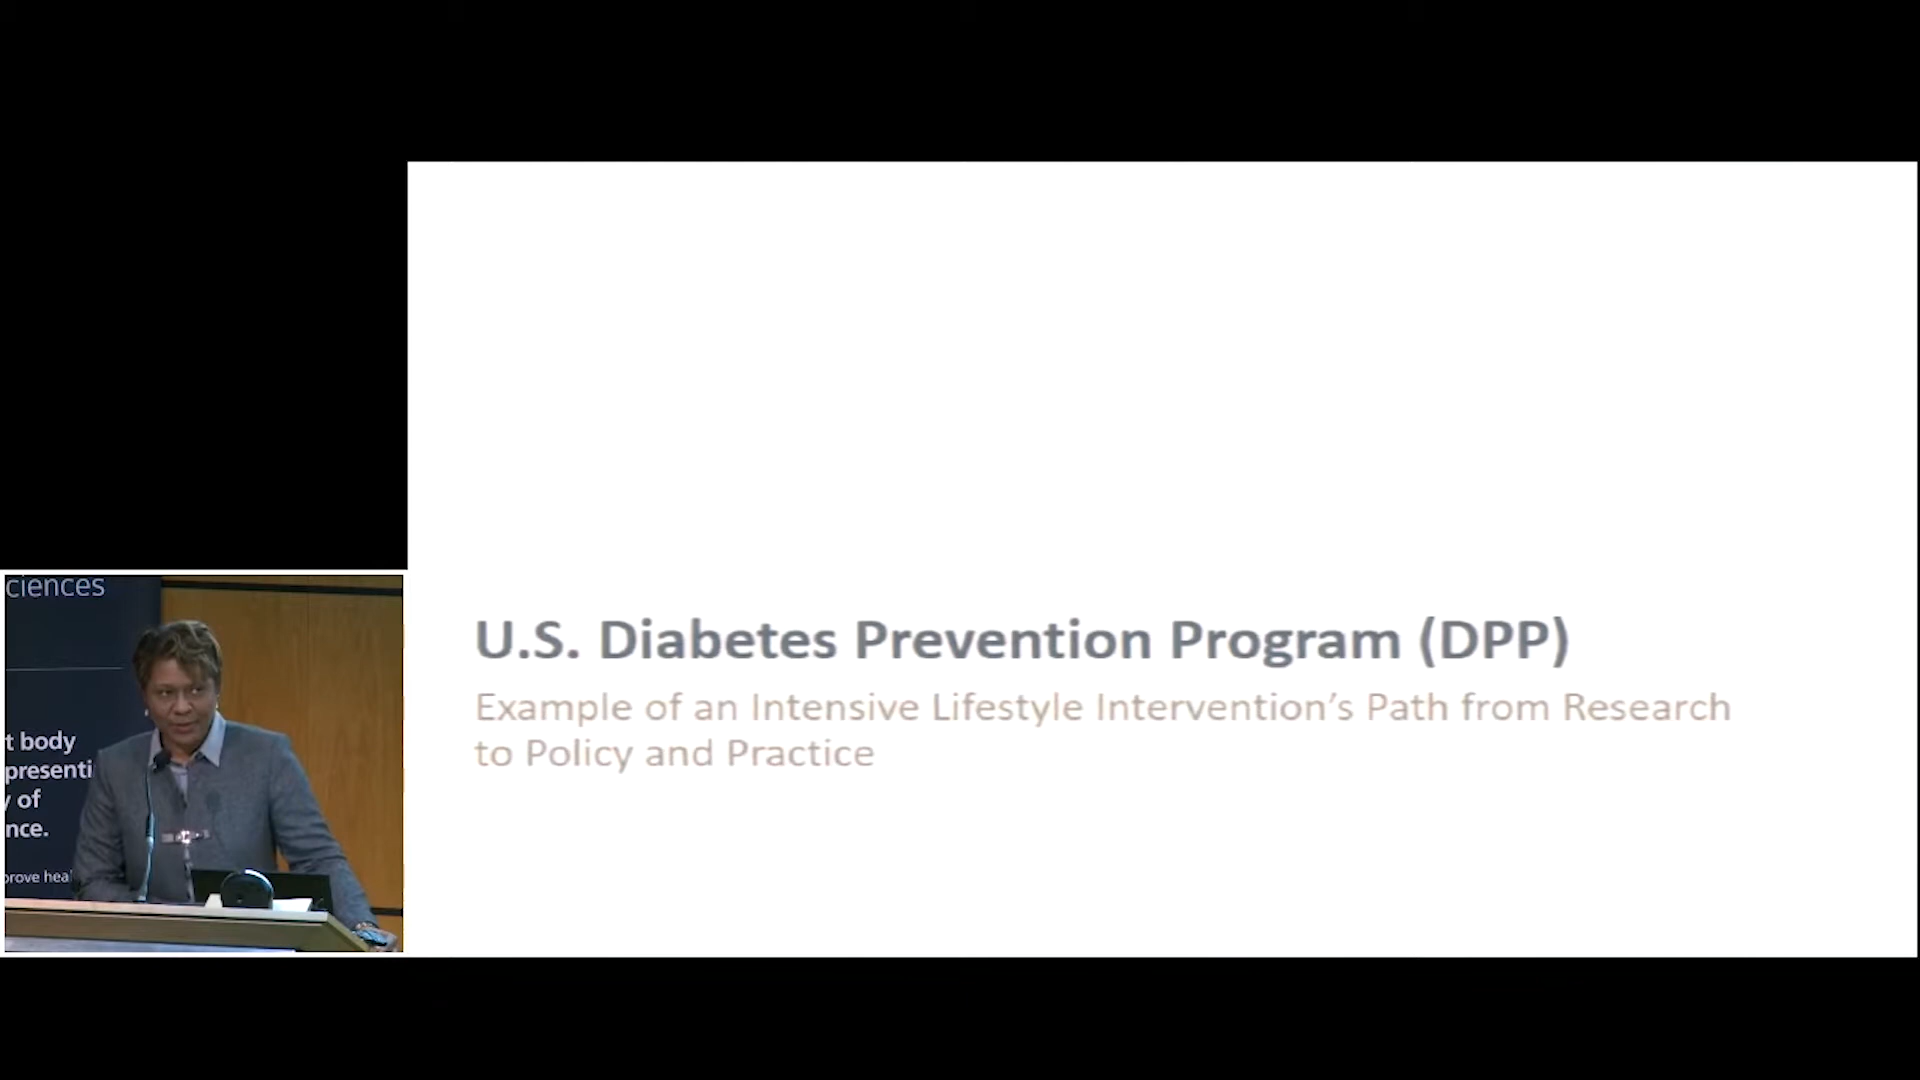 ciences
t body
presenti
y of
nce.
prove heal
U.S. Diabetes Prevention Program (DPP)
Example of an Intensive Lifestyle Intervention’s Path from Research
to Policy and Practice